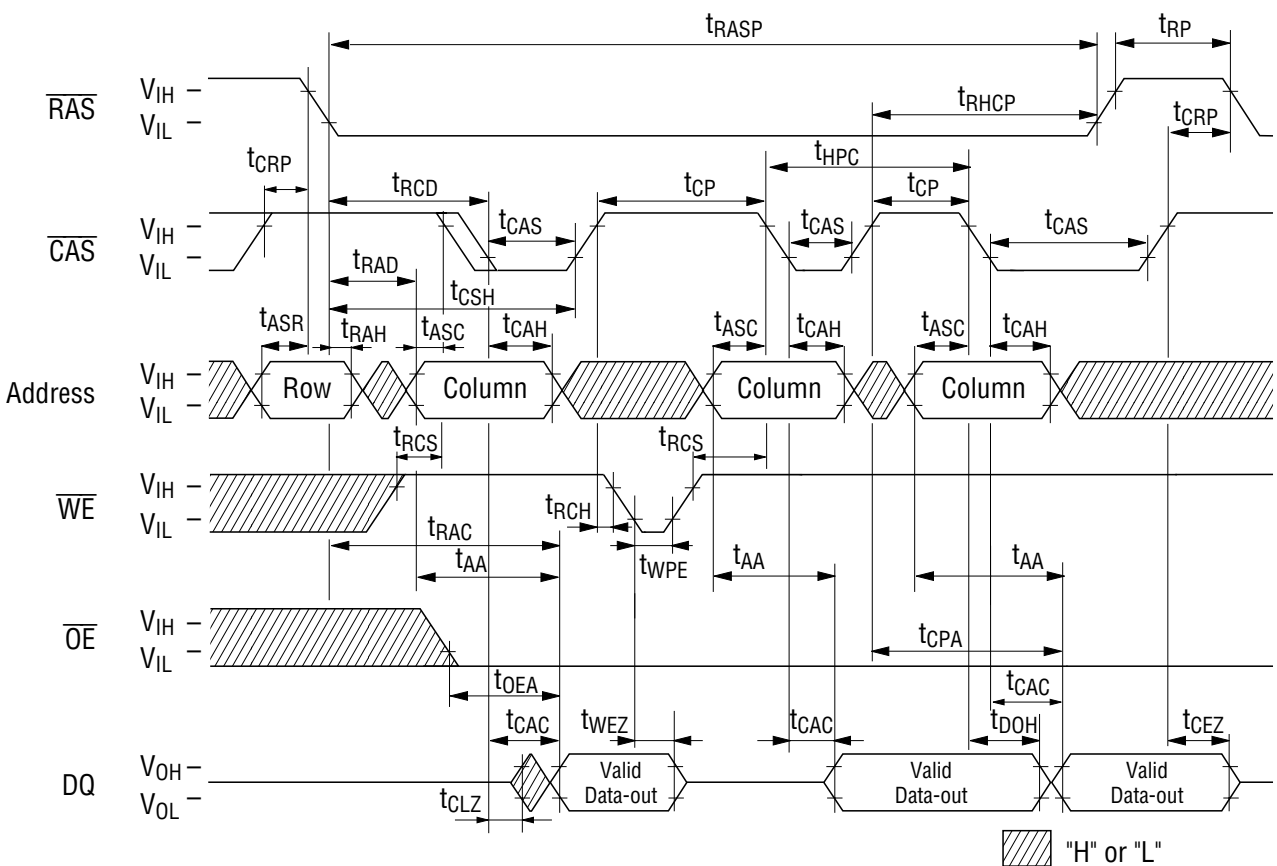 tRASP
tRP
RAS
VIH
VIL
tRHCP
tCRP
tCRP
tHPC
tRCD
tCP
tCP
CAS
VIH
VIL
tCAS
tCAS
tCAS
tRAD
tCSH
tASR
tRAH
tASC
tCAH
tASC
tCAH
tASC
tCAH
Address
VIH
VIL
Row
Column
Column
Column
tRCS
tRCS
WE
VIH
VIL
tRCH
tRAC
tWPE
tAA
tAA
tAA
OE
VIH
VIL
tCPA
tOEA
tCAC
tCAC
tWEZ
tCAC
tDOH
tCEZ
DQ
VOH
VOL
Valid
Data-out
Valid
Data-out
Valid
Data-out
tCLZ
"H" or "L"